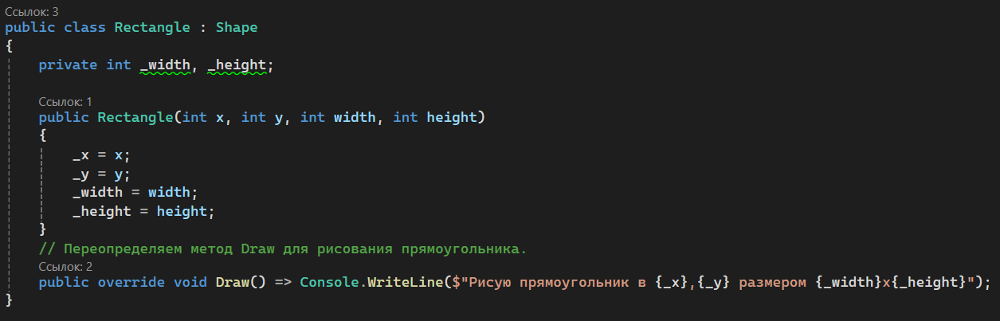 Ссылок: 3
public class Rectangle : Shape
{
    private int _width, _height;
    Ссылок: 1
    public Rectangle(int x, int y, int width, int height)
    {
        _x = x;
        _y = y;
        _width = width;
        _height = height;
    }
    // Переопределяем метод Draw для рисования прямоугольника.
    Ссылок: 2
    public override void Draw() => Console.WriteLine($"Рисую прямоугольник в {_x},{_y} размером {_width}x{_height}");
}